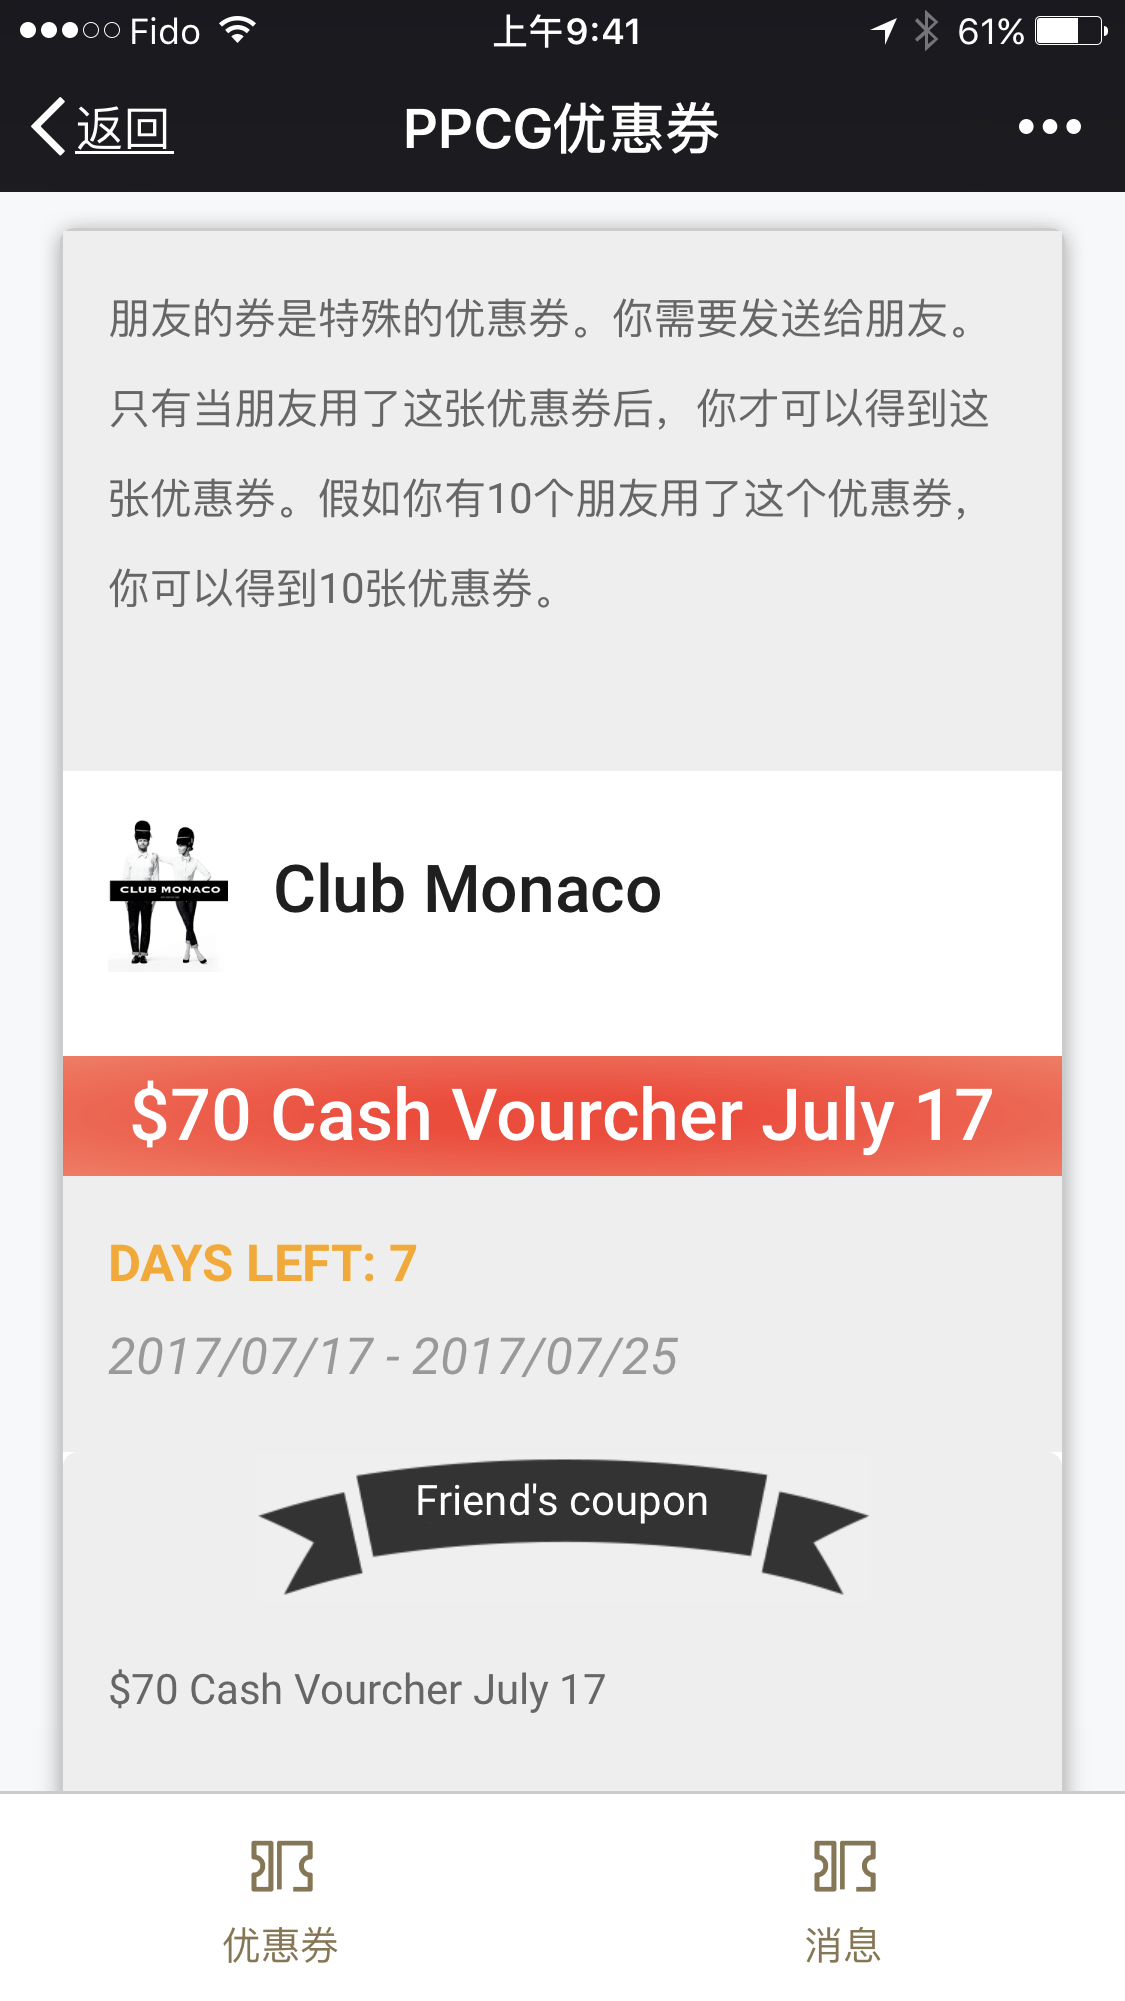 Fido 上午9:41 61%
返回 PPCG优惠券
朋友的券是特殊的优惠券。你需要发送给朋友。
只有当朋友用了这张优惠券后，你才可以得到这
张优惠券。假如你有10个朋友用了这个优惠券，
你可以得到10张优惠券。
CLUB MONACO
Club Monaco
$70 Cash Vourcher July 17
DAYS LEFT: 7
2017/07/17 - 2017/07/25
Friend's coupon
$70 Cash Vourcher July 17
优惠券 消息